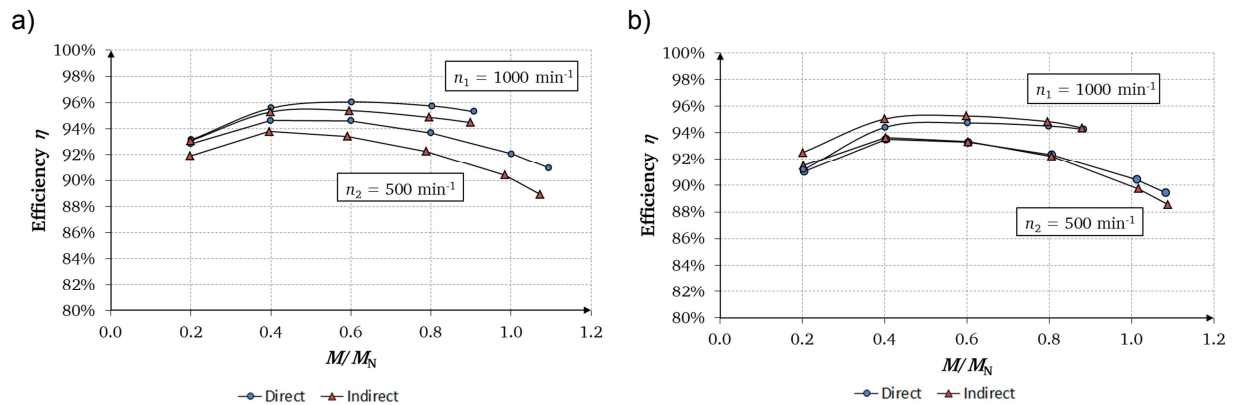 a)
100%
98%
96%
94%
92%
90%
88%
86%
84%
82%
80%
Efficiency η
n₁ = 1000 min⁻¹
n₂ = 500 min⁻¹
0.0 0.2 0.4 0.6 0.8 1.0 1.2
M/M_N
Direct Indirect
b)
100%
98%
96%
94%
92%
90%
88%
86%
84%
82%
80%
Efficiency η
n₁ = 1000 min⁻¹
n₂ = 500 min⁻¹
0.0 0.2 0.4 0.6 0.8 1.0 1.2
M/M_N
Direct Indirect